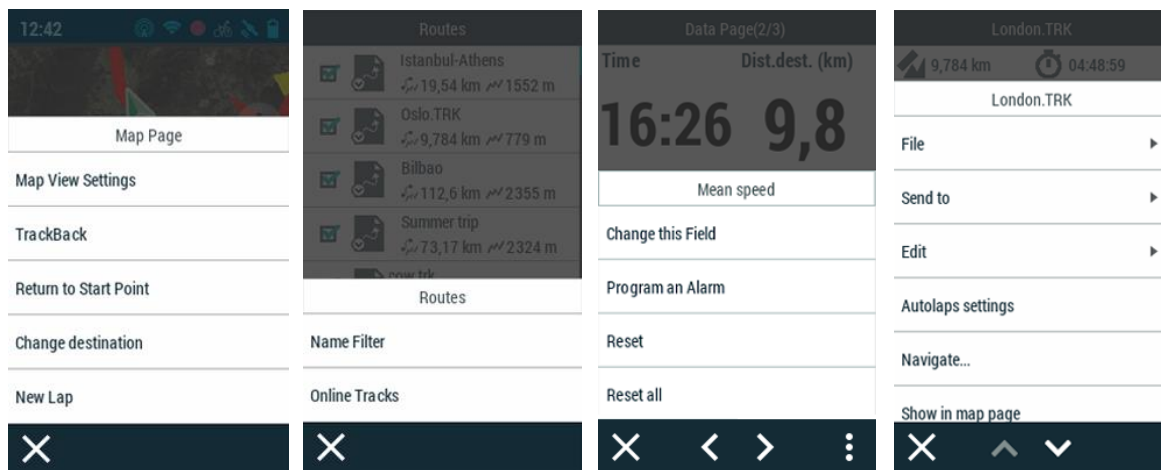 12:42
Map Page
Map View Settings
TrackBack
Return to Start Point
Change destination
New Lap
Routes
Istanbul-Athens
19,54 km 1552 m
Oslo.TRK
9,784 km 779 m
Bilbao
112,6 km 2355 m
Summer trip
73,17 km 2324 m
cow.trk
Routes
Name Filter
Online Tracks
Data Page(2/3)
Time Dist.dest. (km)
16:26 9,8
Mean speed
Change this Field
Program an Alarm
Reset
Reset all
London.TRK
9,784 km 04:48:59
London.TRK
File
Send to
Edit
Autolaps settings
Navigate...
Show in map page